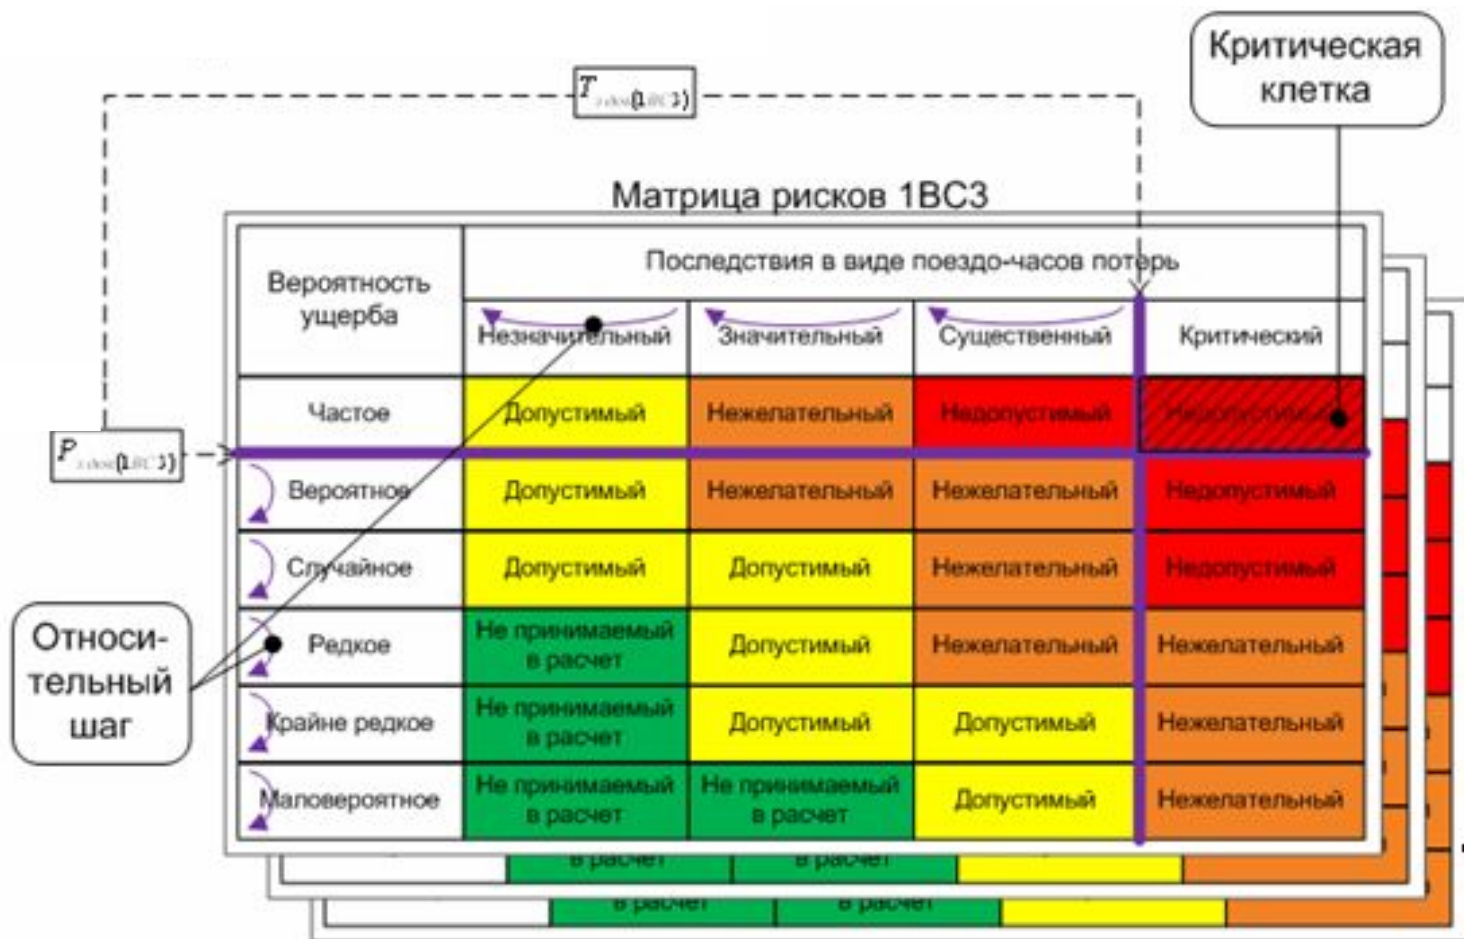 Критическая
клетка
T (1ВС3)
Матрица рисков 1ВС3
Вероятность
ущерба
Последствия в виде поездо-часов потерь
Незначительный
Значительный
Существенный
Критический
Частое
Допустимый
Нежелательный
Недопустимый
Недопустимый
P (1ВС3)
Вероятное
Допустимый
Нежелательный
Нежелательный
Недопустимый
Случайное
Допустимый
Допустимый
Нежелательный
Недопустимый
Относи-
тельный
шаг
Редкое
Не принимаемый
в расчет
Допустимый
Нежелательный
Нежелательный
Крайне редкое
Не принимаемый
в расчет
Допустимый
Допустимый
Нежелательный
Маловероятное
Не принимаемый
в расчет
Не принимаемый
в расчет
Допустимый
Нежелательный
в расчет
в расчет
в расчет
в расчет